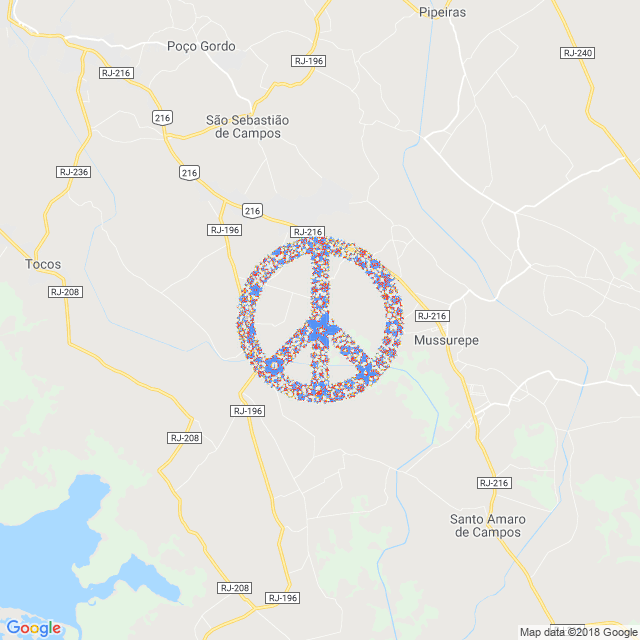 Pipeiras
Poço Gordo
RJ-240
RJ-196
RJ-216
216
São Sebastião
de Campos
RJ-236
216
216
RJ-196
RJ-216
Tocos
RJ-208
RJ-216
Mussurepe
RJ-196
RJ-208
RJ-216
Santo Amaro
de Campos
RJ-208
RJ-196
Google
Map data ©2018 Google